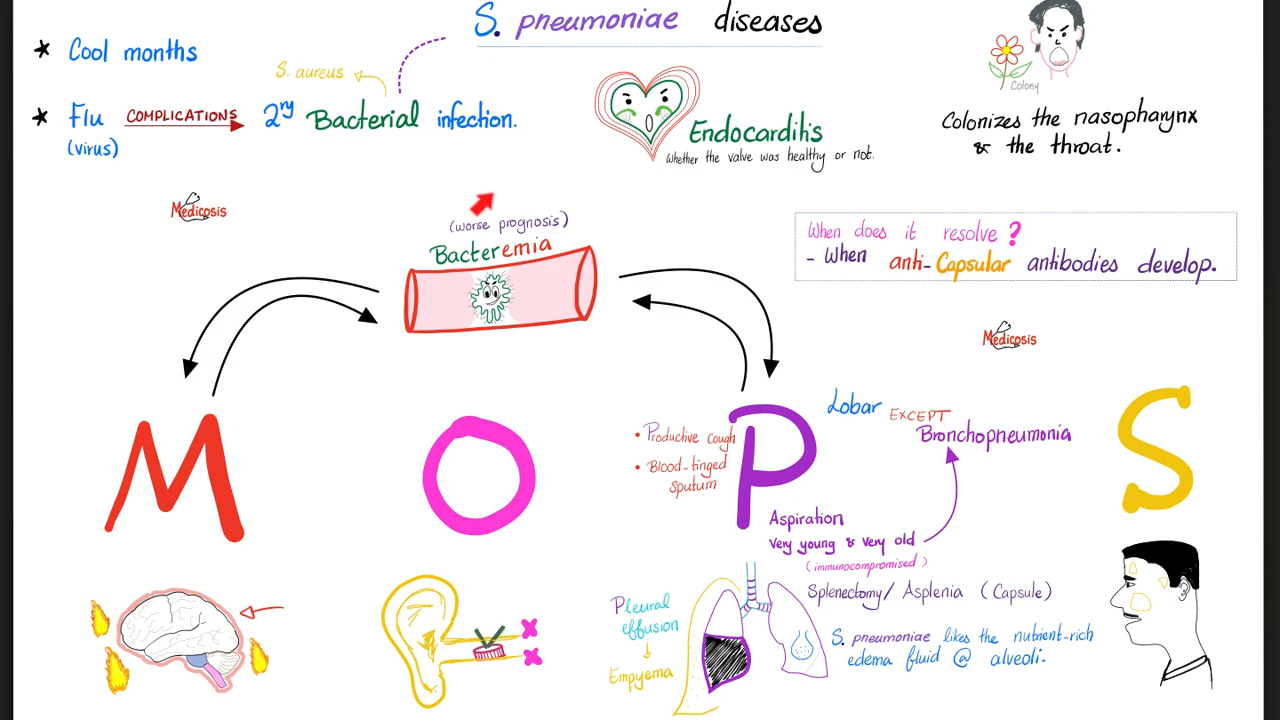 S. pneumoniae diseases
* Cool months
S. aureus
* Flu COMPLICATIONS 2ry Bacterial infection.
(virus)
Endocarditis
Whether the valve was healthy or not.
Colony
Colonizes the nasopharynx
& the throat.
Medicosis
(worse prognosis)
Bacteremia
When does it resolve?
- When anti-Capsular antibodies develop.
Medicosis
M
O
P
S
• Productive cough
• Blood-tinged
sputum
Lobar EXCEPT
Bronchopneumonia
Aspiration
Very young & very old
(immunocompromised)
Splenectomy/Asplenia (Capsule)
Pleural
effusion
↓
Empyema
S. pneumoniae likes the nutrient-rich
edema fluid @ alveoli.